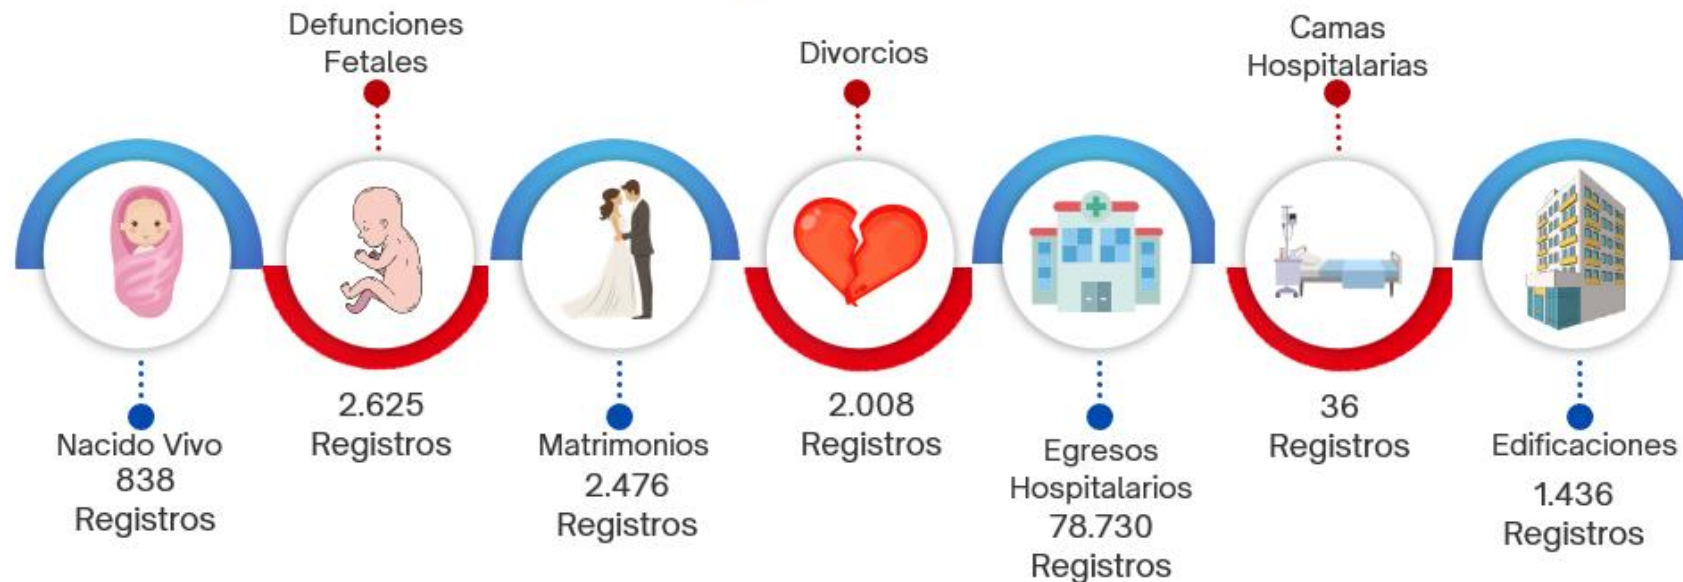 Nacido Vivo
838
Registros
Defunciones
Fetales
2.625
Registros
Matrimonios
2.476
Registros
Divorcios
2.008
Registros
Egresos
Hospitalarios
78.730
Registros
Camas
Hospitalarias
36
Registros
Edificaciones
1.436
Registros